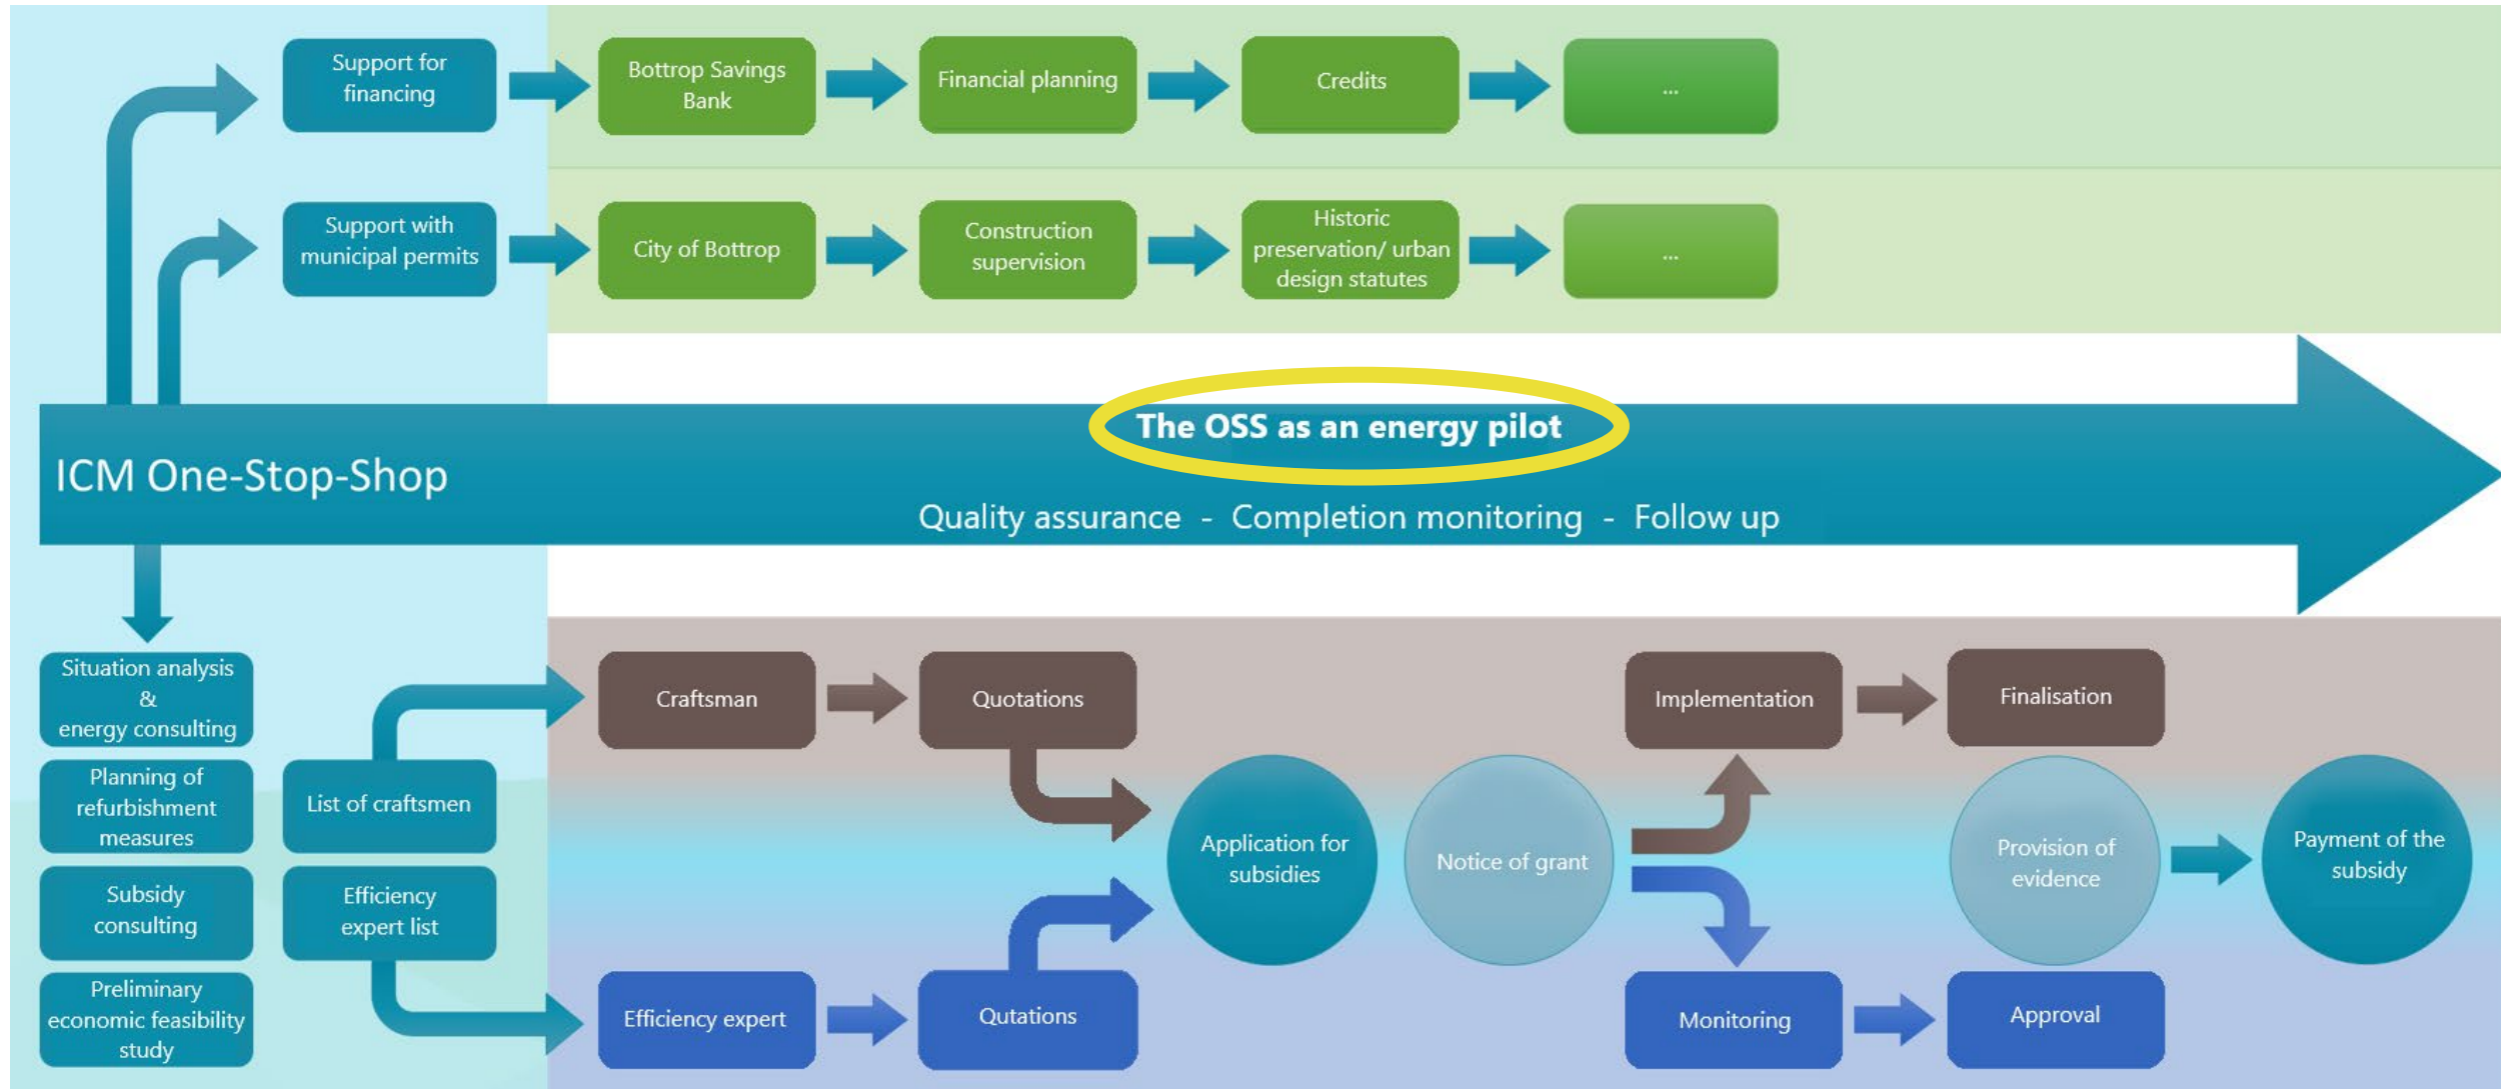 Support for
financing
Bottrop Savings
Bank
Financial planning
Credits
...
Support with
municipal permits
City of Bottrop
Construction
supervision
Historic
preservation/ urban
design statutes
...
The OSS as an energy pilot
ICM One-Stop-Shop
Quality assurance - Completion monitoring - Follow up
Situation analysis
&
energy consulting
Planning of
refurbishment
measures
Subsidy
consulting
Preliminary
economic feasibility
study
List of craftsmen
Efficiency
expert list
Craftsman
Quotations
Efficiency expert
Qutations
Application for
subsidies
Notice of grant
Implementation
Finalisation
Monitoring
Approval
Provision of
evidence
Payment of the
subsidy